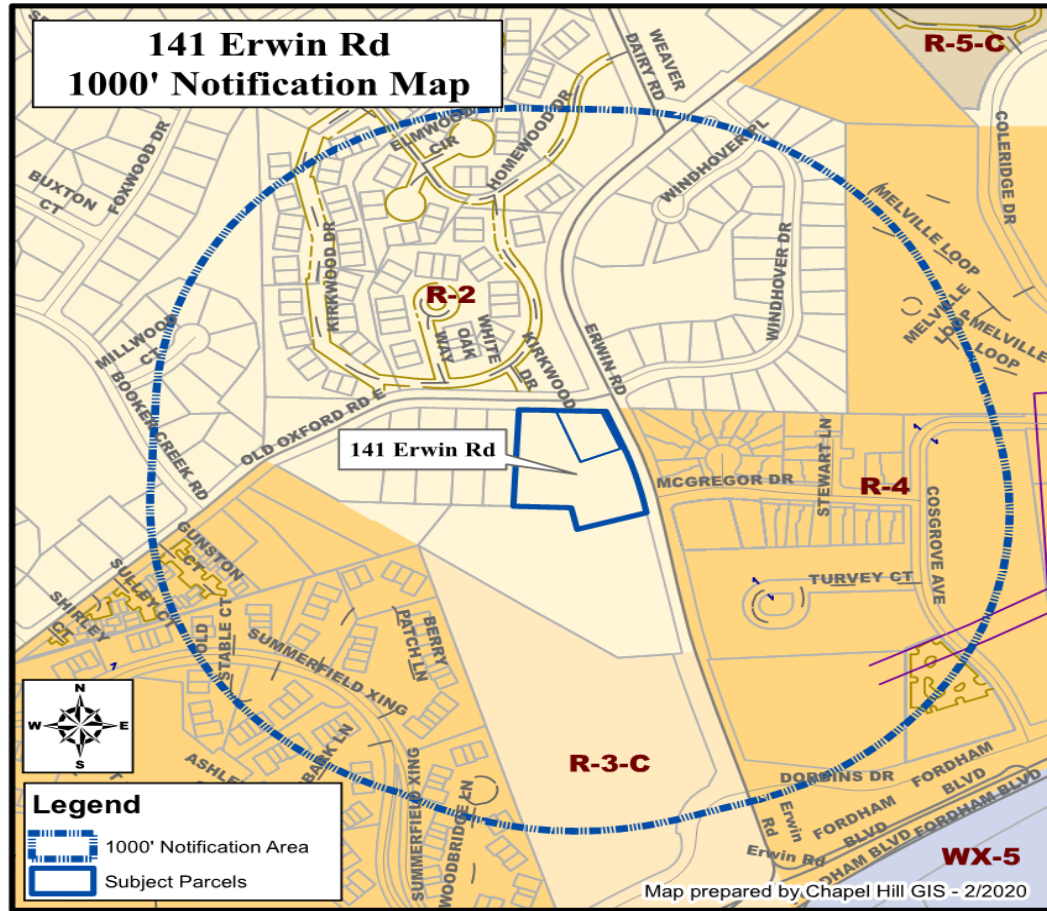 141 Erwin Rd
1000' Notification Map
R-5-C
WEAVER
DAIRY RD
FOXWOOD DR
BUXTON
CT
ELMWOOD
CIR
HOMEWOOD DR
WINDHOVER PL
COLERIDGE DR
MELVILLE LOOP
KIRKWOOD DR
R-2
WINDHOVER DR
MELVILLE
MELVILLE
LOOP
MILLWOOD
CT
WHITE
OAK
WAY
KIRKWOOD
DR
ERWIN RD
BOOKER CREEK RD
OLD OXFORD RD E
141 Erwin Rd
MCGREGOR DR
STEWART LN
R-4
COSGROVE AVE
GUNSTON
CT
TURVEY CT
SULLEY CT
SHIRLEY
CT
OLD
STABLE CT
SUMMERFIELD XING
BERRY
PATCH LN
N
W
E
S
R-3-C
SUMMERFIELD XING
WOODBRIDGE LN
DOBBINS DR
FORDHAM
BLVD
FORDHAM BLVD
Erwin
Rd
FORDHAM
BLVD
Erwin Rd
WX-5
Legend
1000' Notification Area
Subject Parcels
Map prepared by Chapel Hill GIS - 2/2020